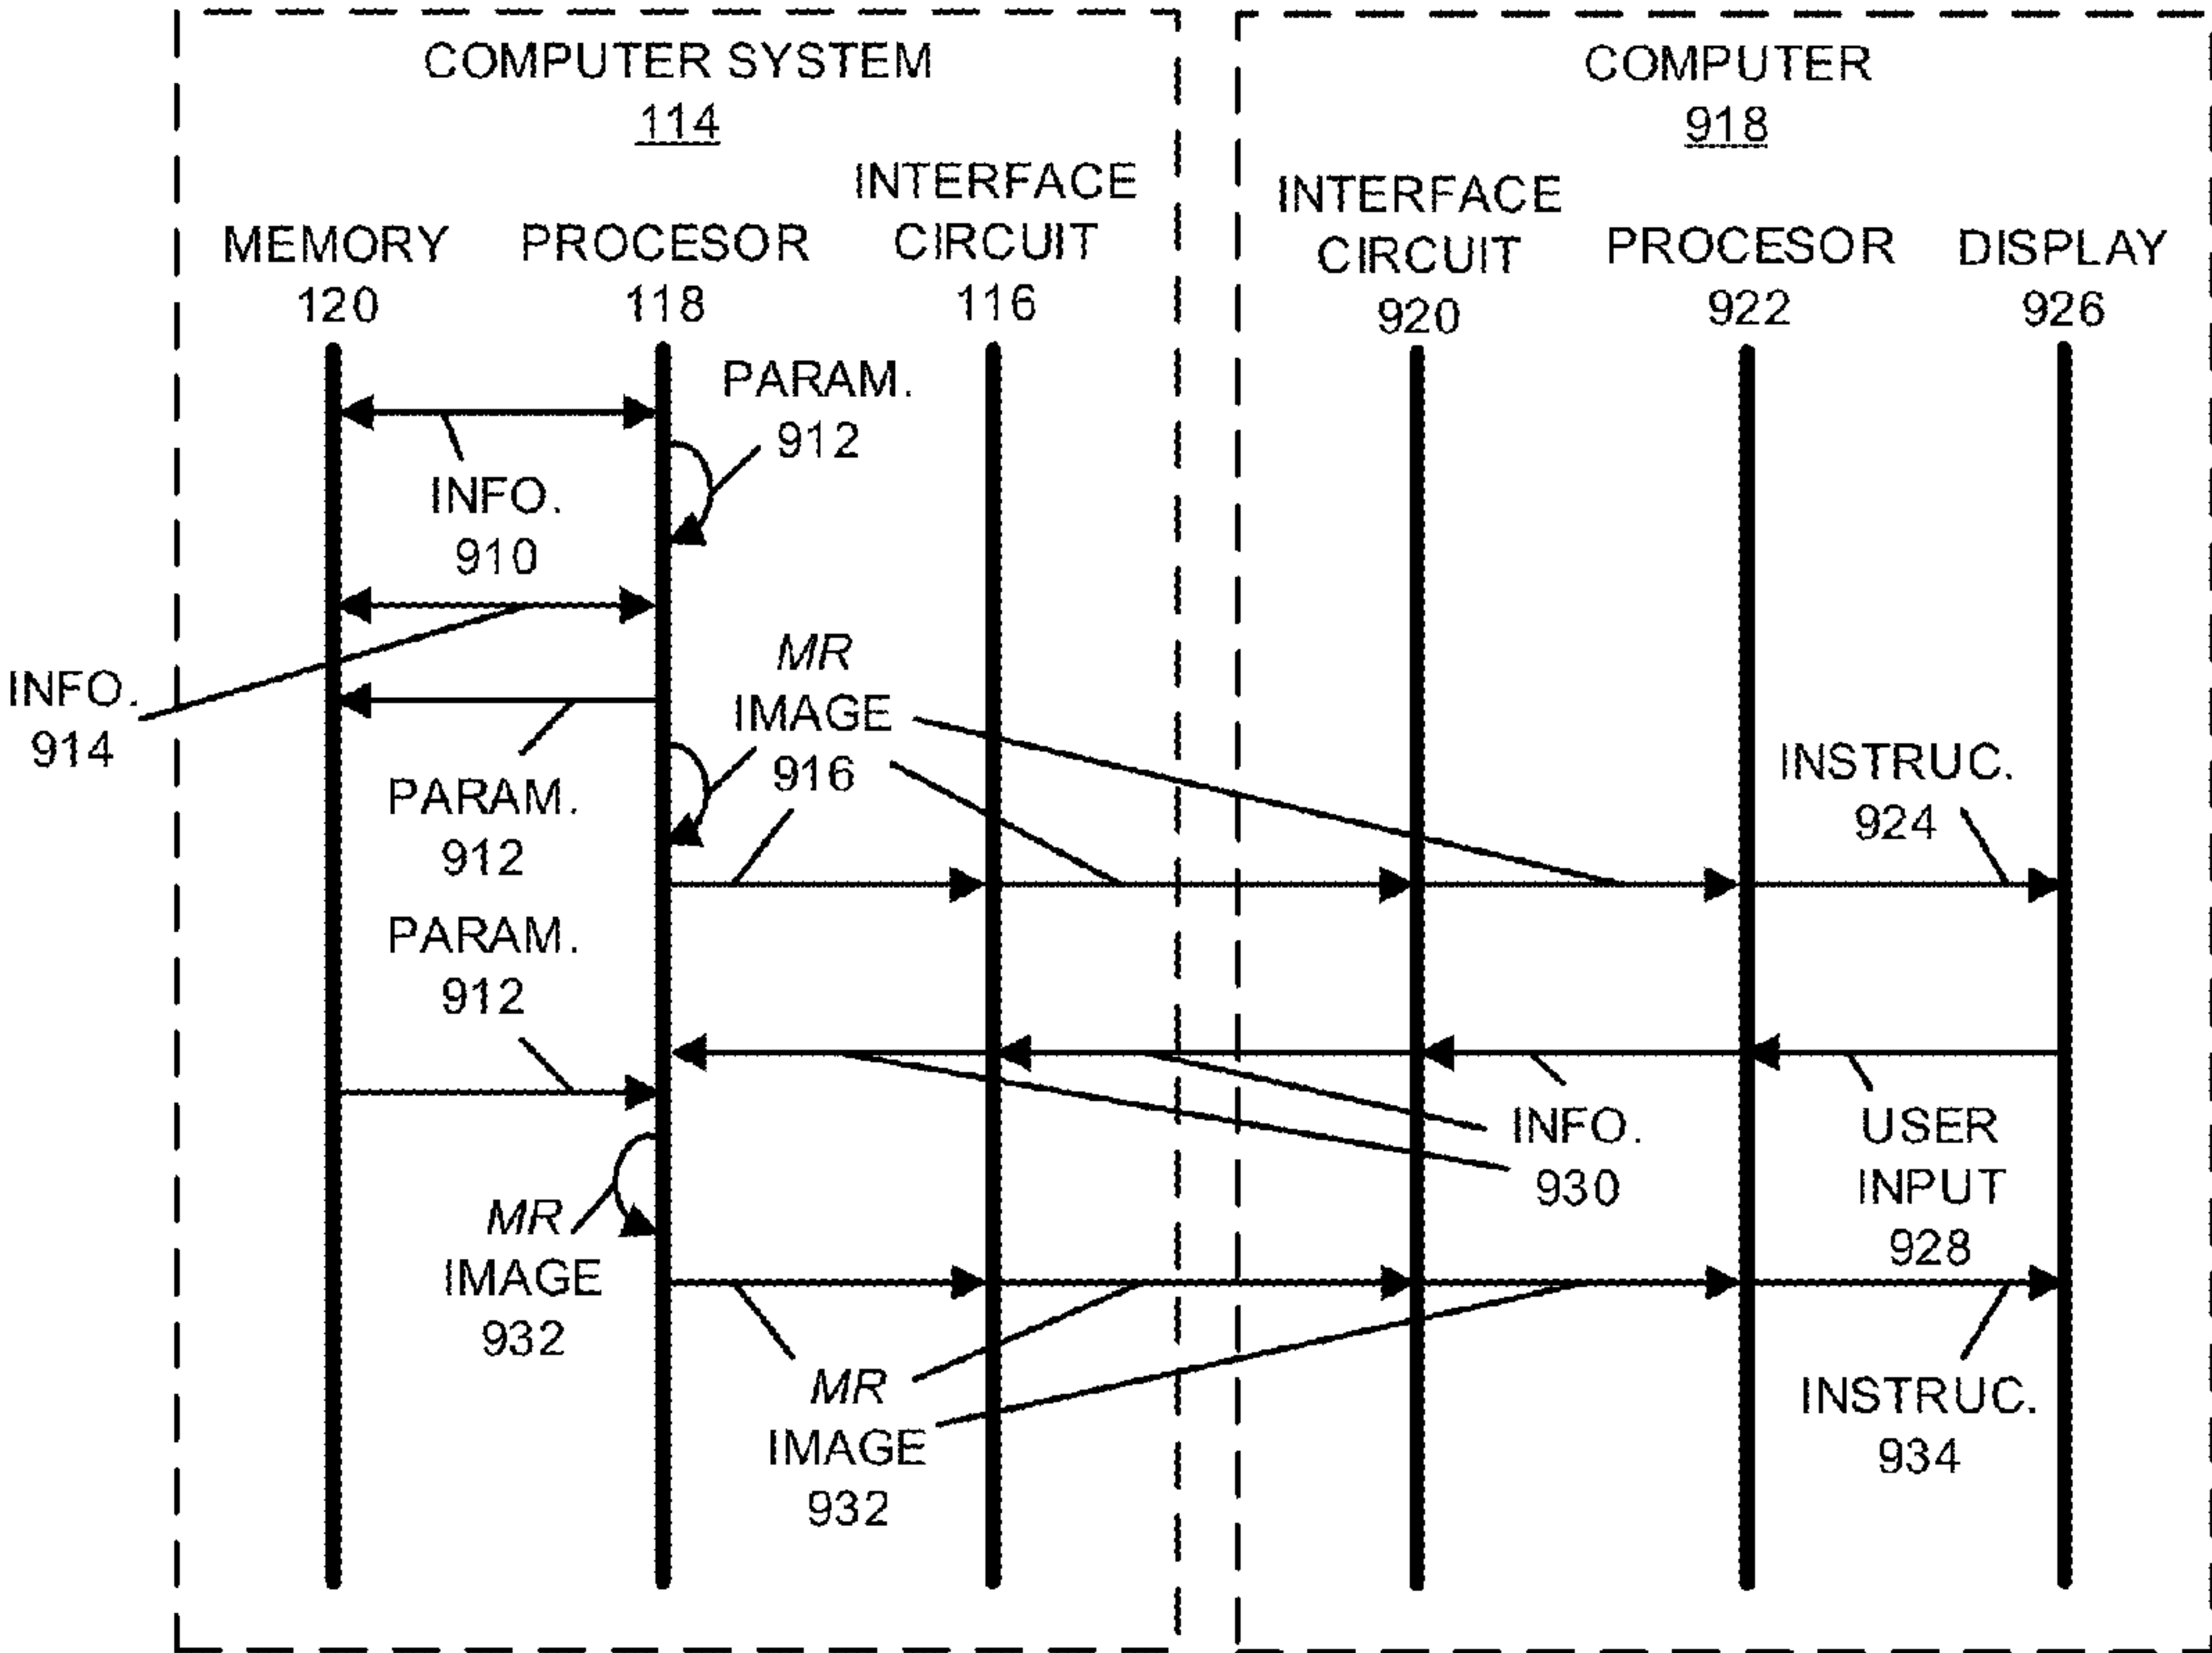 COMPUTER SYSTEM
114
COMPUTER
918
MEMORY
120
PROCESOR
118
INTERFACE
CIRCUIT
116
INTERFACE
CIRCUIT
920
PROCESOR
922
DISPLAY
926
PARAM.
912
INFO.
910
INFO.
914
MR
IMAGE
916
PARAM.
912
INSTRUC.
924
PARAM.
912
INFO.
930
USER
INPUT
928
MR
IMAGE
932
MR
IMAGE
932
INSTRUC.
934